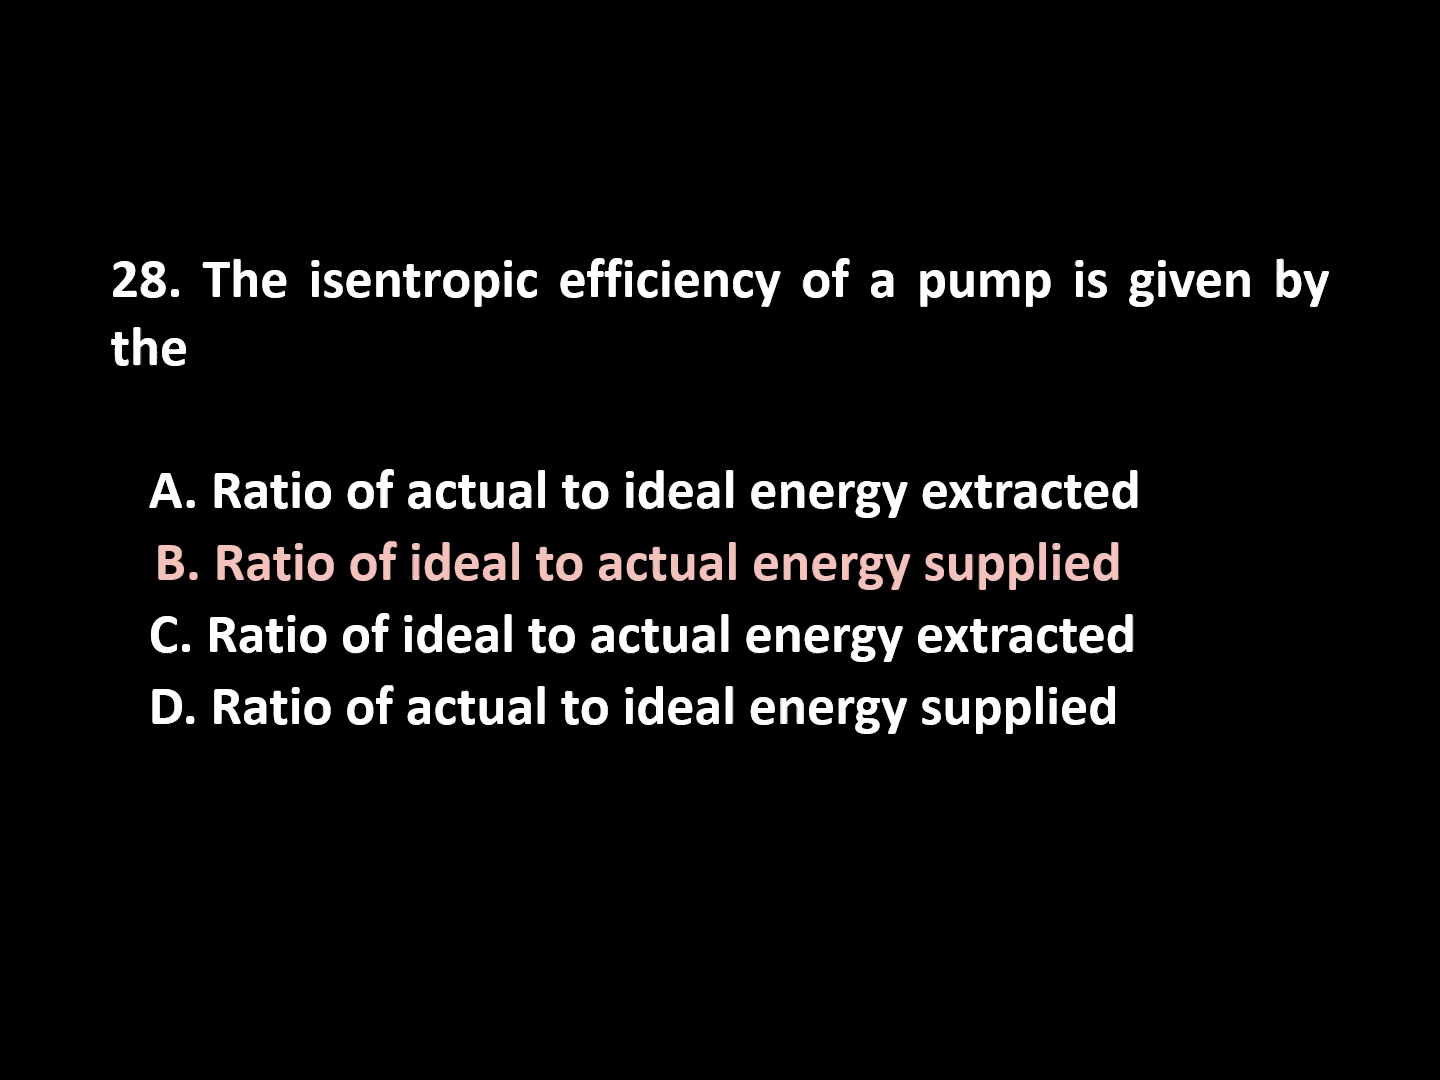 28. The isentropic efficiency of a pump is given by
the
A. Ratio of actual to ideal energy extracted
B. Ratio of ideal to actual energy supplied
C. Ratio of ideal to actual energy extracted
D. Ratio of actual to ideal energy supplied